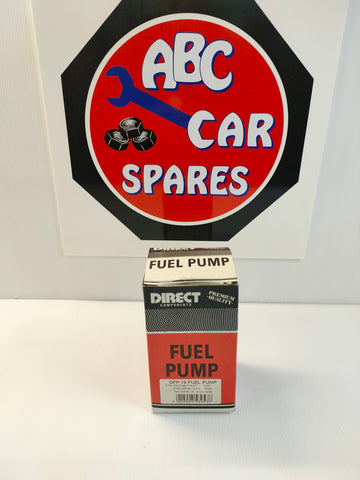 ABC
CAR
SPARES
FUEL PUMP
DIRECT
COMPONENTS
PREMIUM
QUALITY
FUEL
PUMP
DFP 19 FUEL PUMP